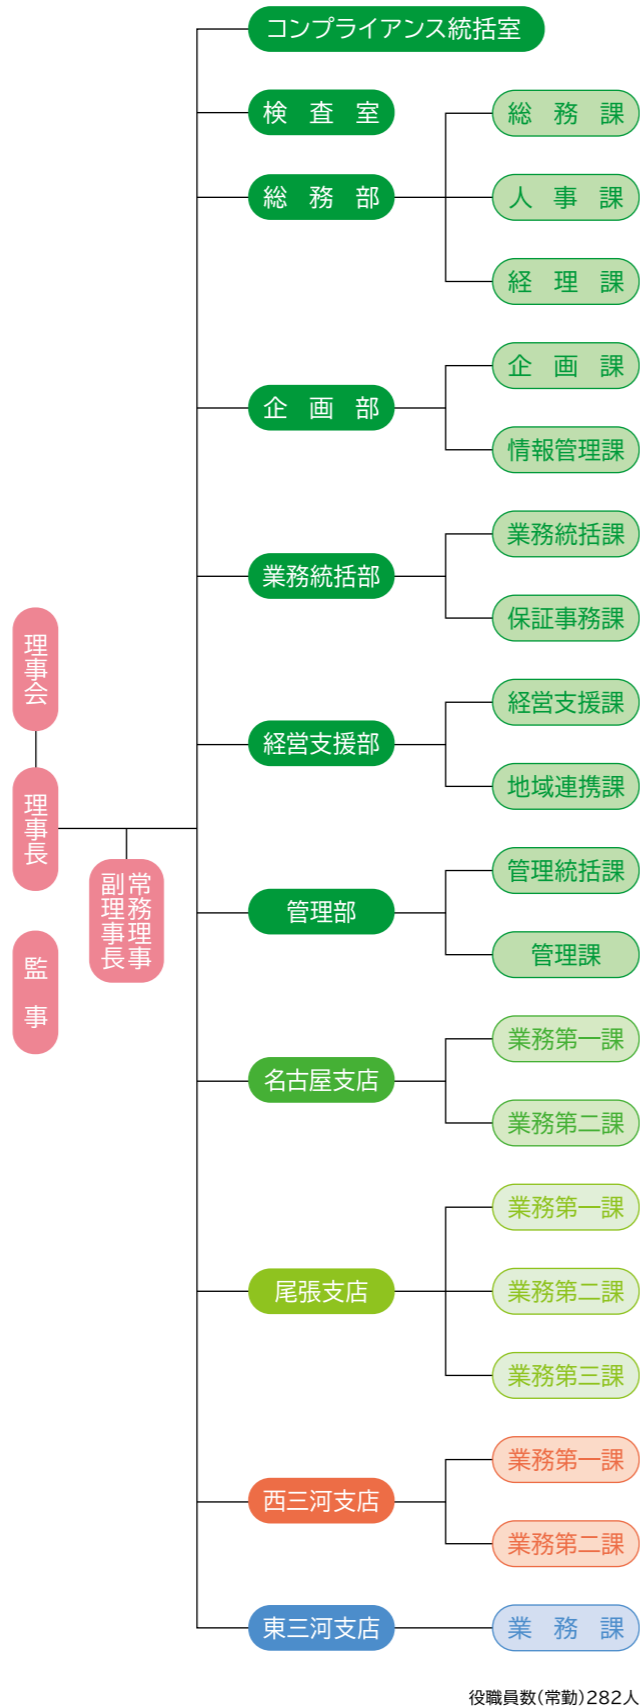 理事会
理事長
監事
副理事長
常務理事
コンプライアンス統括室
検査室
総務部
総務課
人事課
経理課
企画部
企画課
情報管理課
業務統括部
業務統括課
保証事務課
経営支援部
経営支援課
地域連携課
管理部
管理統括課
管理課
名古屋支店
業務第一課
業務第二課
尾張支店
業務第一課
業務第二課
業務第三課
西三河支店
業務第一課
業務第二課
東三河支店
業務課
役職員数(常勤)282人